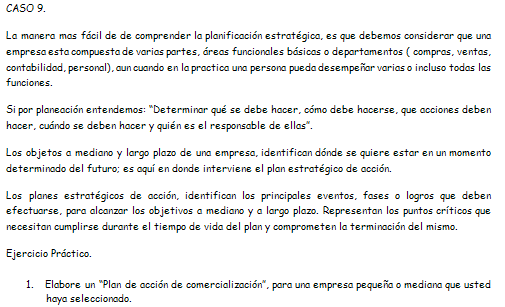 CASO 9.
La manera mas fácil de de comprender la planificación estratégica, es que debemos considerar que una
empresa esta compuesta de varias partes, áreas funcionales básicas o departamentos ( compras, ventas,
contabilidad, personal), aun cuando en la practica una persona pueda desempeñar varias o incluso todas las
funciones.
Si por planeación entendemos: "Determinar qué se debe hacer, cómo debe hacerse, que acciones deben
hacer, cuándo se deben hacer y quién es el responsable de ellas".
Los objetos a mediano y largo plazo de una empresa, identifican dónde se quiere estar en un momento
determinado del futuro; es aquí en donde interviene el plan estratégico de acción.
Los planes estratégicos de acción, identifican los principales eventos, fases o logros que deben
efectuarse, para alcanzar los objetivos a mediano y a largo plazo. Representan los puntos críticos que
necesitan cumplirse durante el tiempo de vida del plan y comprometen la terminación del mismo.
Ejercicio Práctico.
1. Elabore un "Plan de acción de comercialización", para una empresa pequeña o mediana que usted
haya seleccionado.